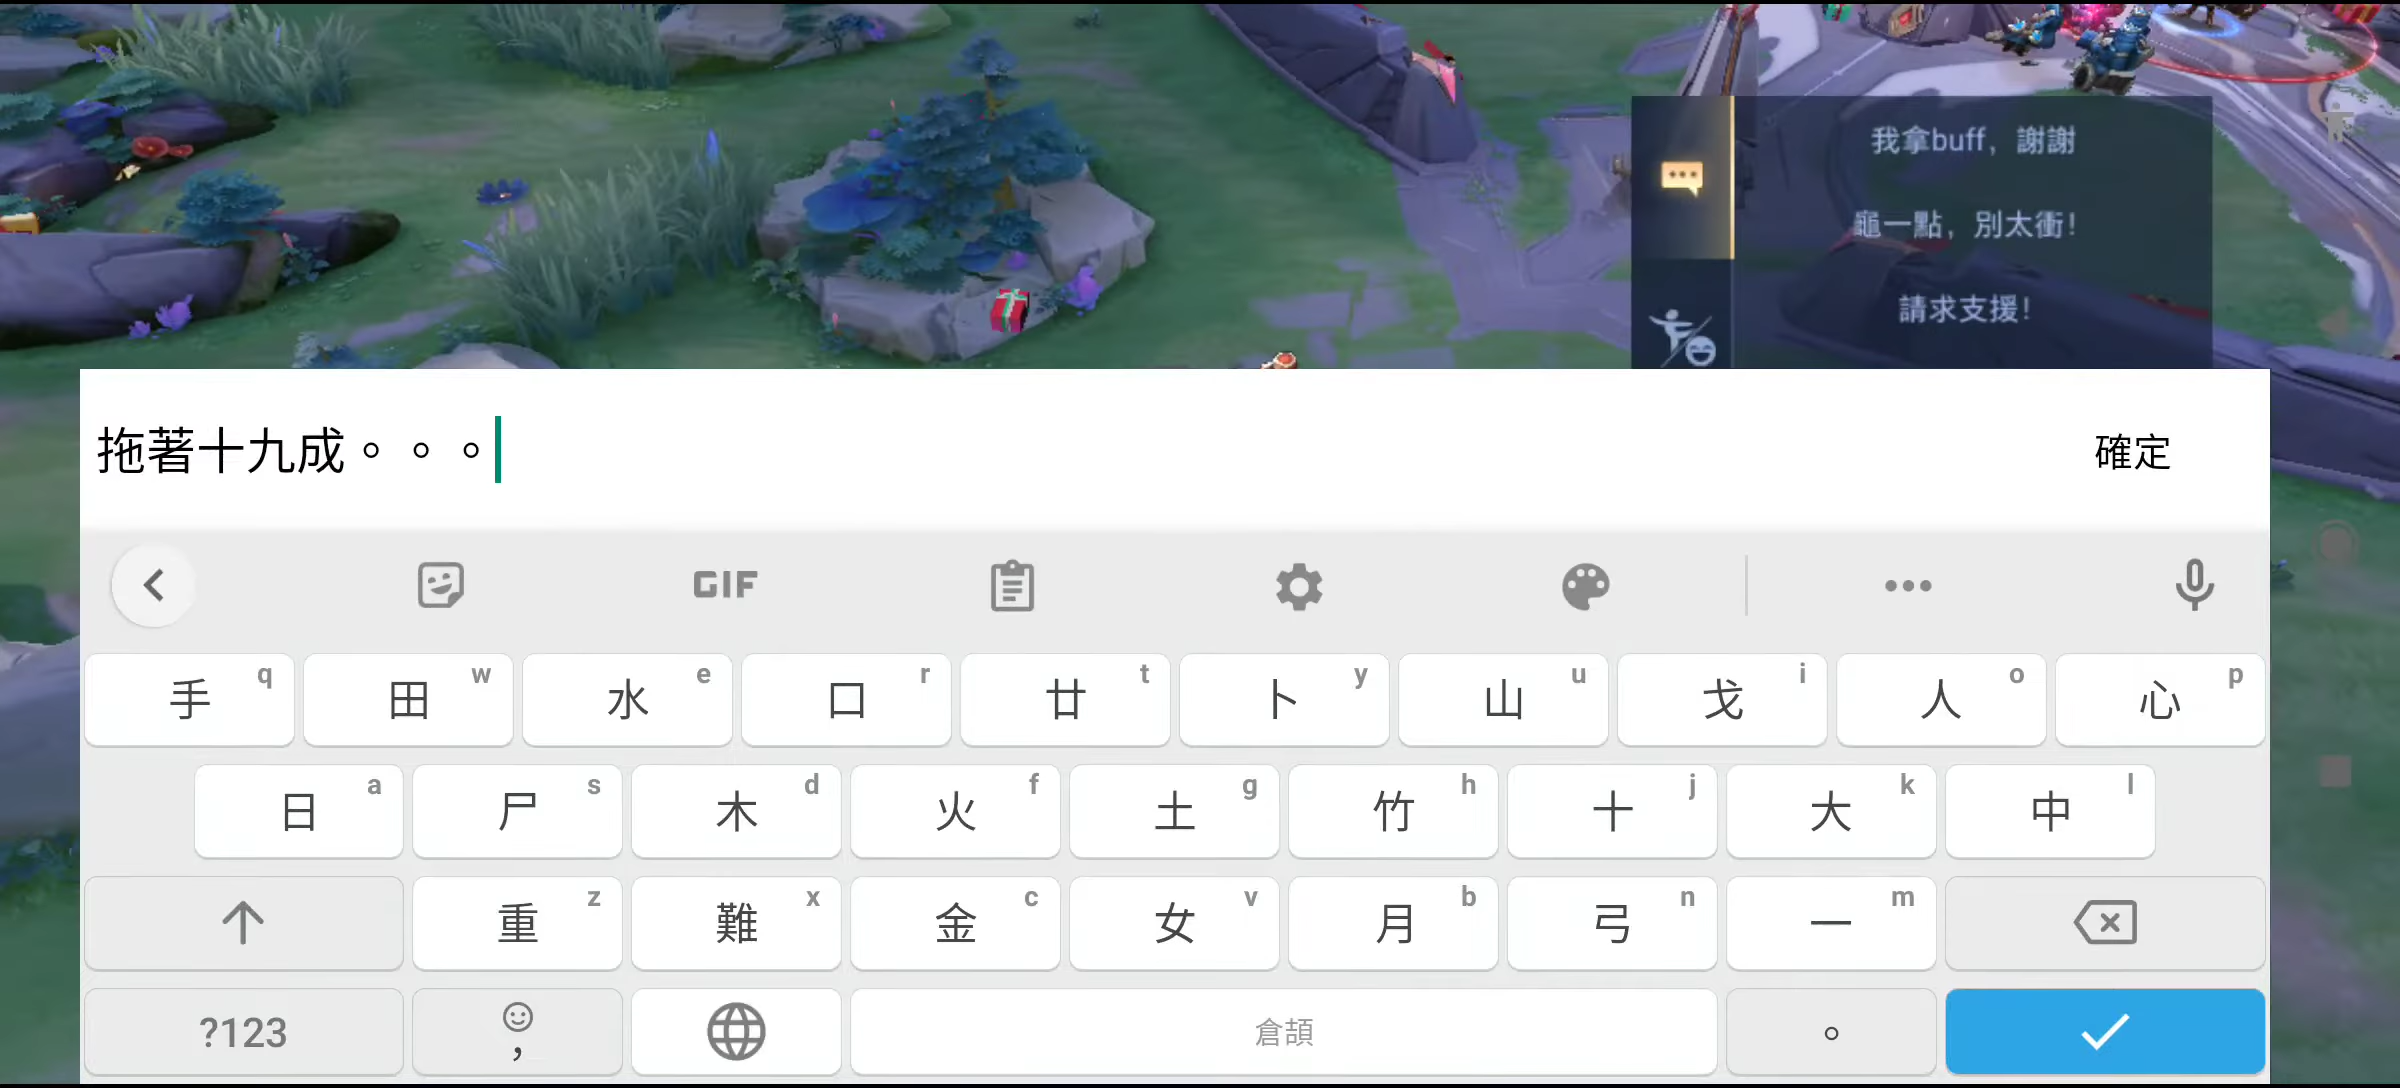 我拿buff，謝謝
龜一點，別太衝！
請求支援！
拖著十九成。。。
確定
GIF
手 q 田 w 水 e 口 r 廿 t 卜 y 山 u 戈 i 人 o 心 p
日 a 尸 s 木 d 火 f 土 g 竹 h 十 j 大 k 中 l
重 z 難 x 金 c 女 v 月 b 弓 n 一 m
?123 , 倉頡 。